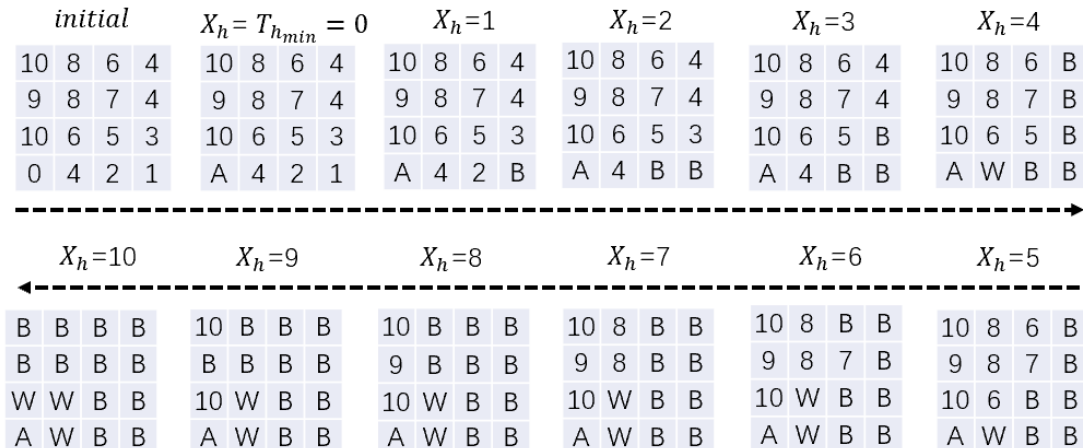 initial X_h = T_{h_min} = 0 X_h=1 X_h=2 X_h=3 X_h=4
10 8 6 4 10 8 6 4 10 8 6 4 10 8 6 4 10 8 6 4 10 8 6 B
9 8 7 4 9 8 7 4 9 8 7 4 9 8 7 4 9 8 7 4 9 8 7 B
10 6 5 3 10 6 5 3 10 6 5 3 10 6 5 3 10 6 5 B 10 6 5 B
0 4 2 1 A 4 2 1 A 4 2 B A 4 B B A 4 B B A W B B
X_h=10 X_h=9 X_h=8 X_h=7 X_h=6 X_h=5
B B B B 10 B B B 10 B B B 10 8 B B 10 8 B B 10 8 6 B
B B B B B B B B 9 B B B 9 8 B B 9 8 7 B 9 8 7 B
W W B B 10 W B B 10 W B B 10 W B B 10 W B B 10 6 B B
A W B B A W B B A W B B A W B B A W B B A W B B